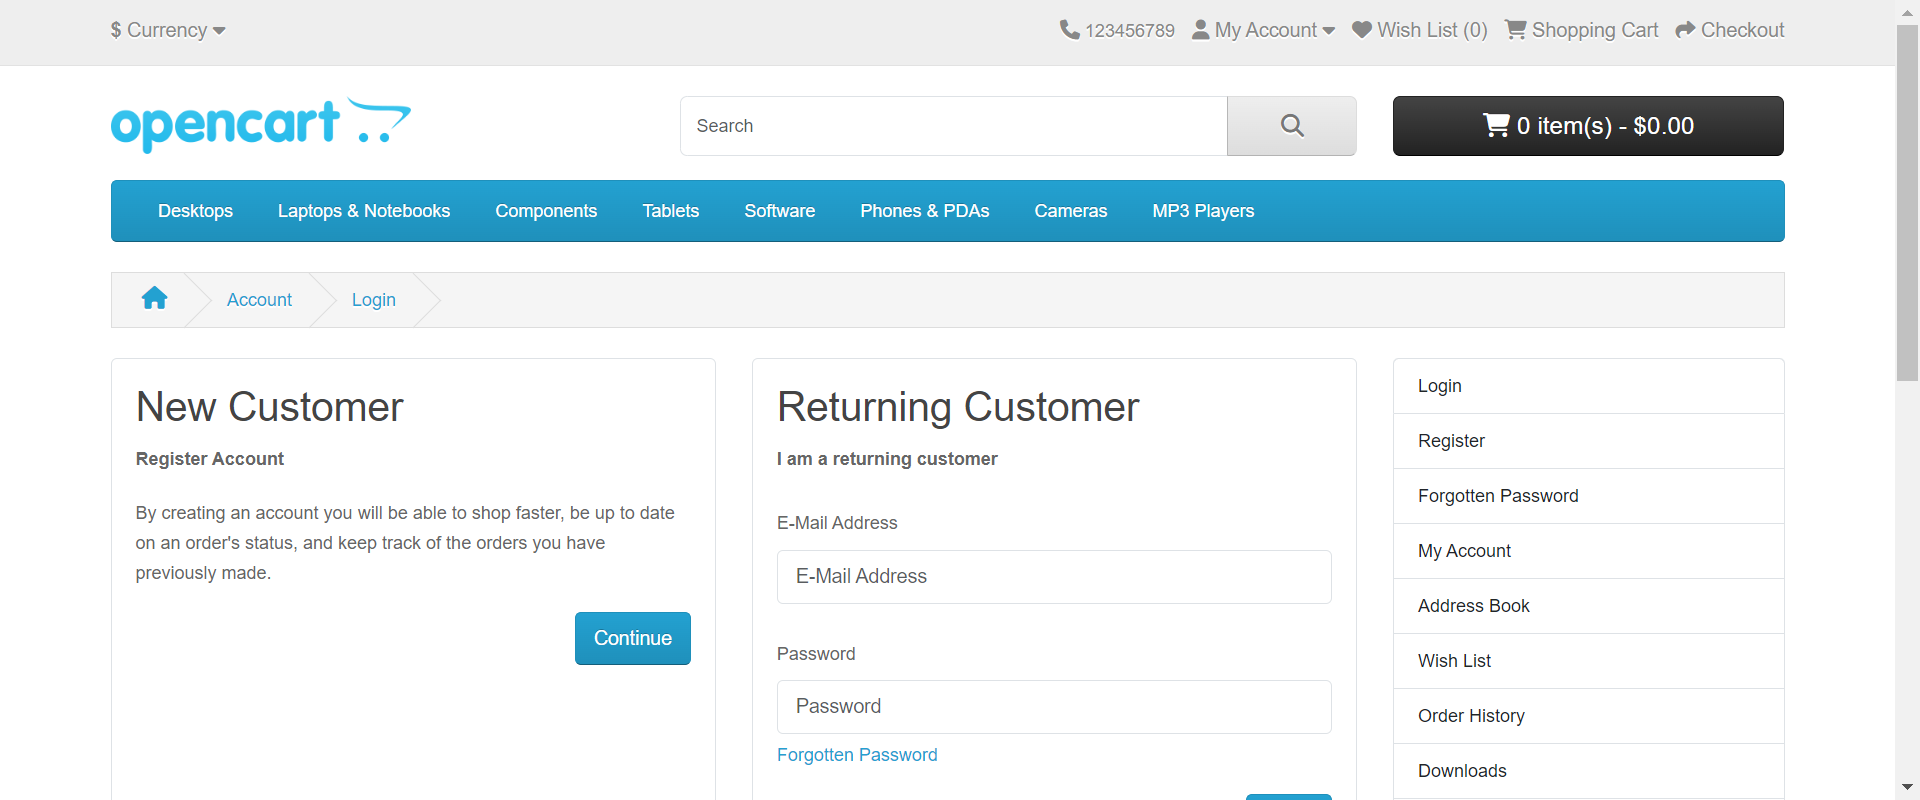 $ Currency
123456789 My Account Wish List (0) Shopping Cart Checkout
opencart
Search
0 item(s) - $0.00
Desktops Laptops & Notebooks Components Tablets Software Phones & PDAs Cameras MP3 Players
Account Login
New Customer
Register Account
By creating an account you will be able to shop faster, be up to date
on an order's status, and keep track of the orders you have
previously made.
Continue
Returning Customer
I am a returning customer
E-Mail Address
E-Mail Address
Password
Password
Forgotten Password
Login
Register
Forgotten Password
My Account
Address Book
Wish List
Order History
Downloads